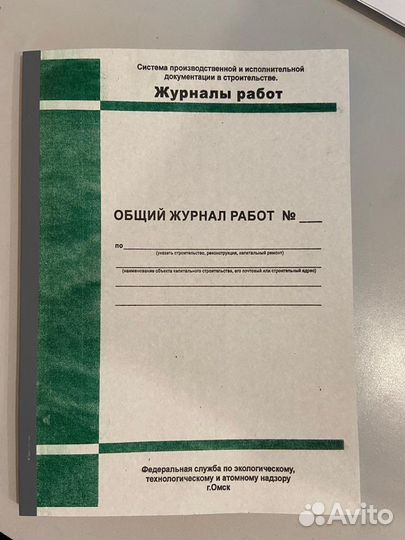 Система производственной и исполнительной
документации в строительстве.
Журналы работ
ОБЩИЙ ЖУРНАЛ РАБОТ № ___
по
(указать строительство, реконструкция, капитальный ремонт)
(наименование объекта капитального строительства, его почтовый или строительный адрес)
Федеральная служба по экологическому,
технологическому и атомному надзору
г.Омск
Avito